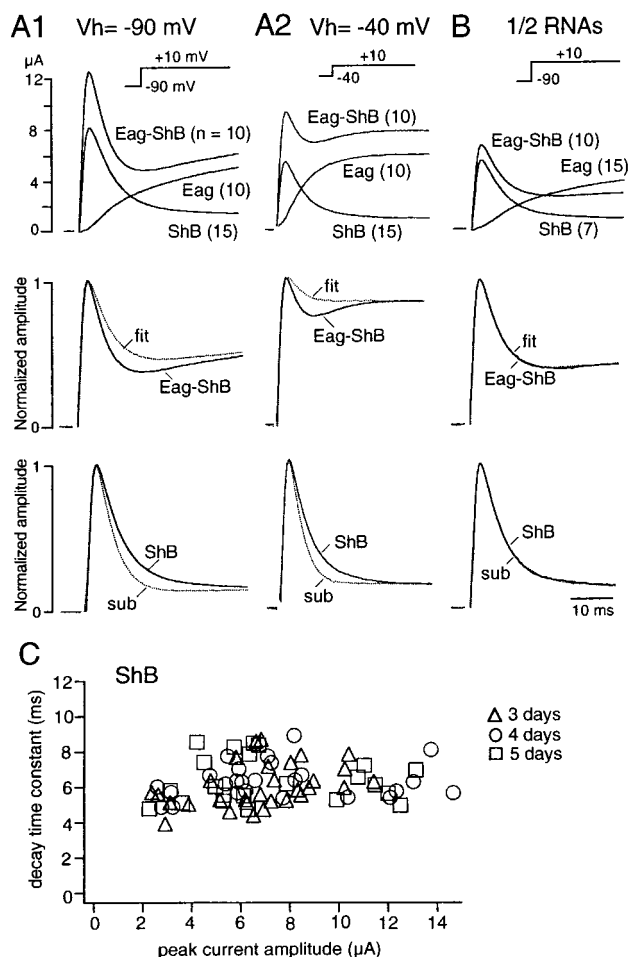 A1 Vh= -90 mV
µA
12
8
4
0
+10 mV
-90 mV
Eag-ShB (n = 10)
Eag (10)
ShB (15)
A2 Vh= -40 mV
+10
-40
Eag-ShB (10)
Eag (10)
ShB (15)
B 1/2 RNAs
+10
-90
Eag-ShB (10)
Eag (15)
ShB (7)
Normalized amplitude
1
0
fit
Eag-ShB
fit
Eag-ShB
fit
Eag-ShB
Normalized amplitude
1
0
ShB
sub
ShB
sub
ShB
sub
10 ms
C ShB
decay time constant (ms)
12
10
8
6
4
2
0
0 2 4 6 8 10 12 14
peak current amplitude (µA)
3 days
4 days
5 days